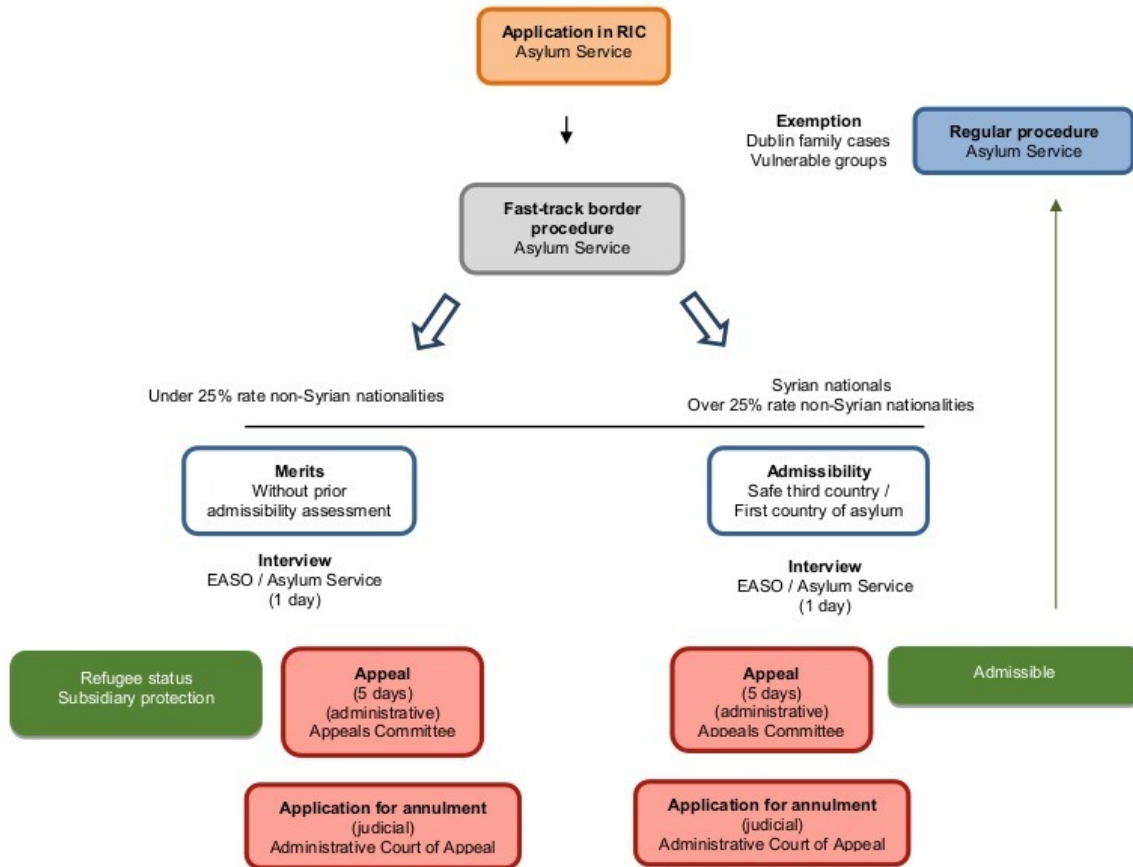 Application in RIC
Asylum Service
Exemption
Dublin family cases
Vulnerable groups
Regular procedure
Asylum Service
Fast-track border
procedure
Asylum Service
Under 25% rate non-Syrian nationalities
Syrian nationals
Over 25% rate non-Syrian nationalities
Merits
Without prior
admissibility assessment
Admissibility
Safe third country /
First country of asylum
Interview
EASO / Asylum Service
(1 day)
Interview
EASO / Asylum Service
(1 day)
Refugee status
Subsidiary protection
Appeal
(5 days)
(administrative)
Appeals Committee
Appeal
(5 days)
(administrative)
Appeals Committee
Admissible
Application for annulment
(judicial)
Administrative Court of Appeal
Application for annulment
(judicial)
Administrative Court of Appeal